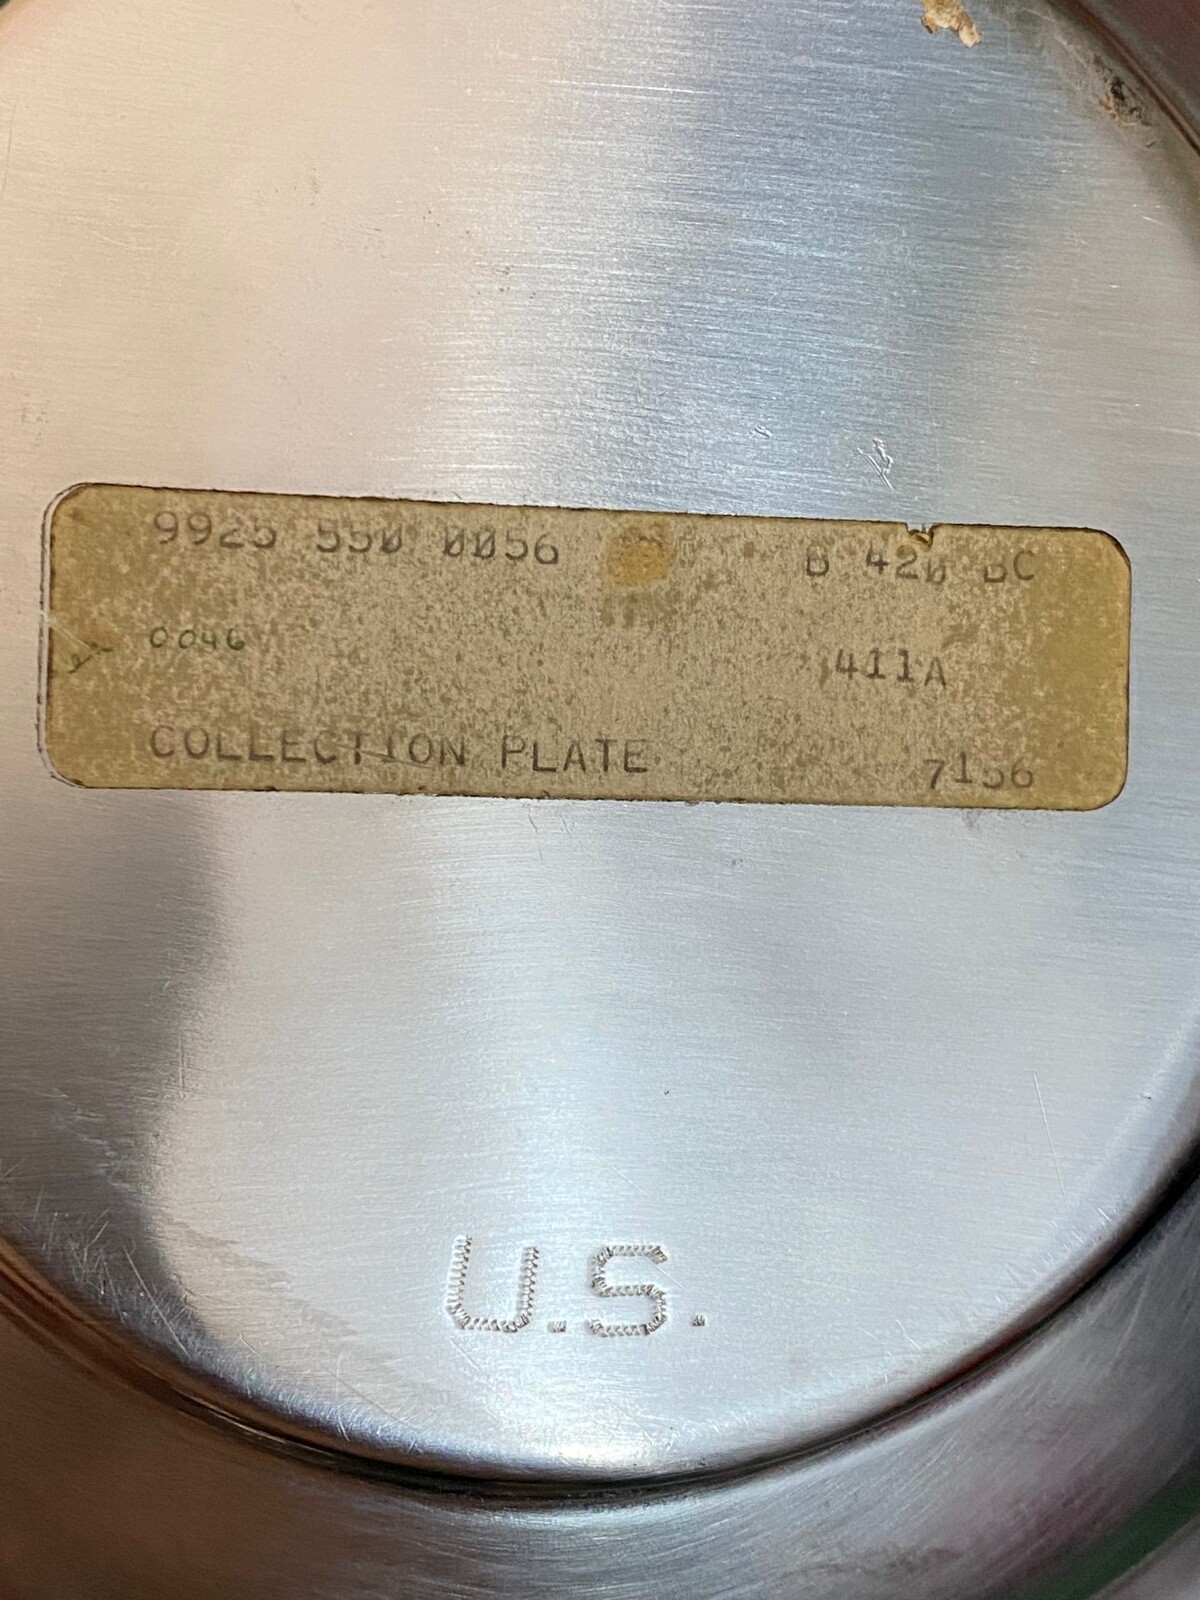 9925 550 0056 B 420 BC
0046 411A
COLLECTION PLATE 7156
U.S.